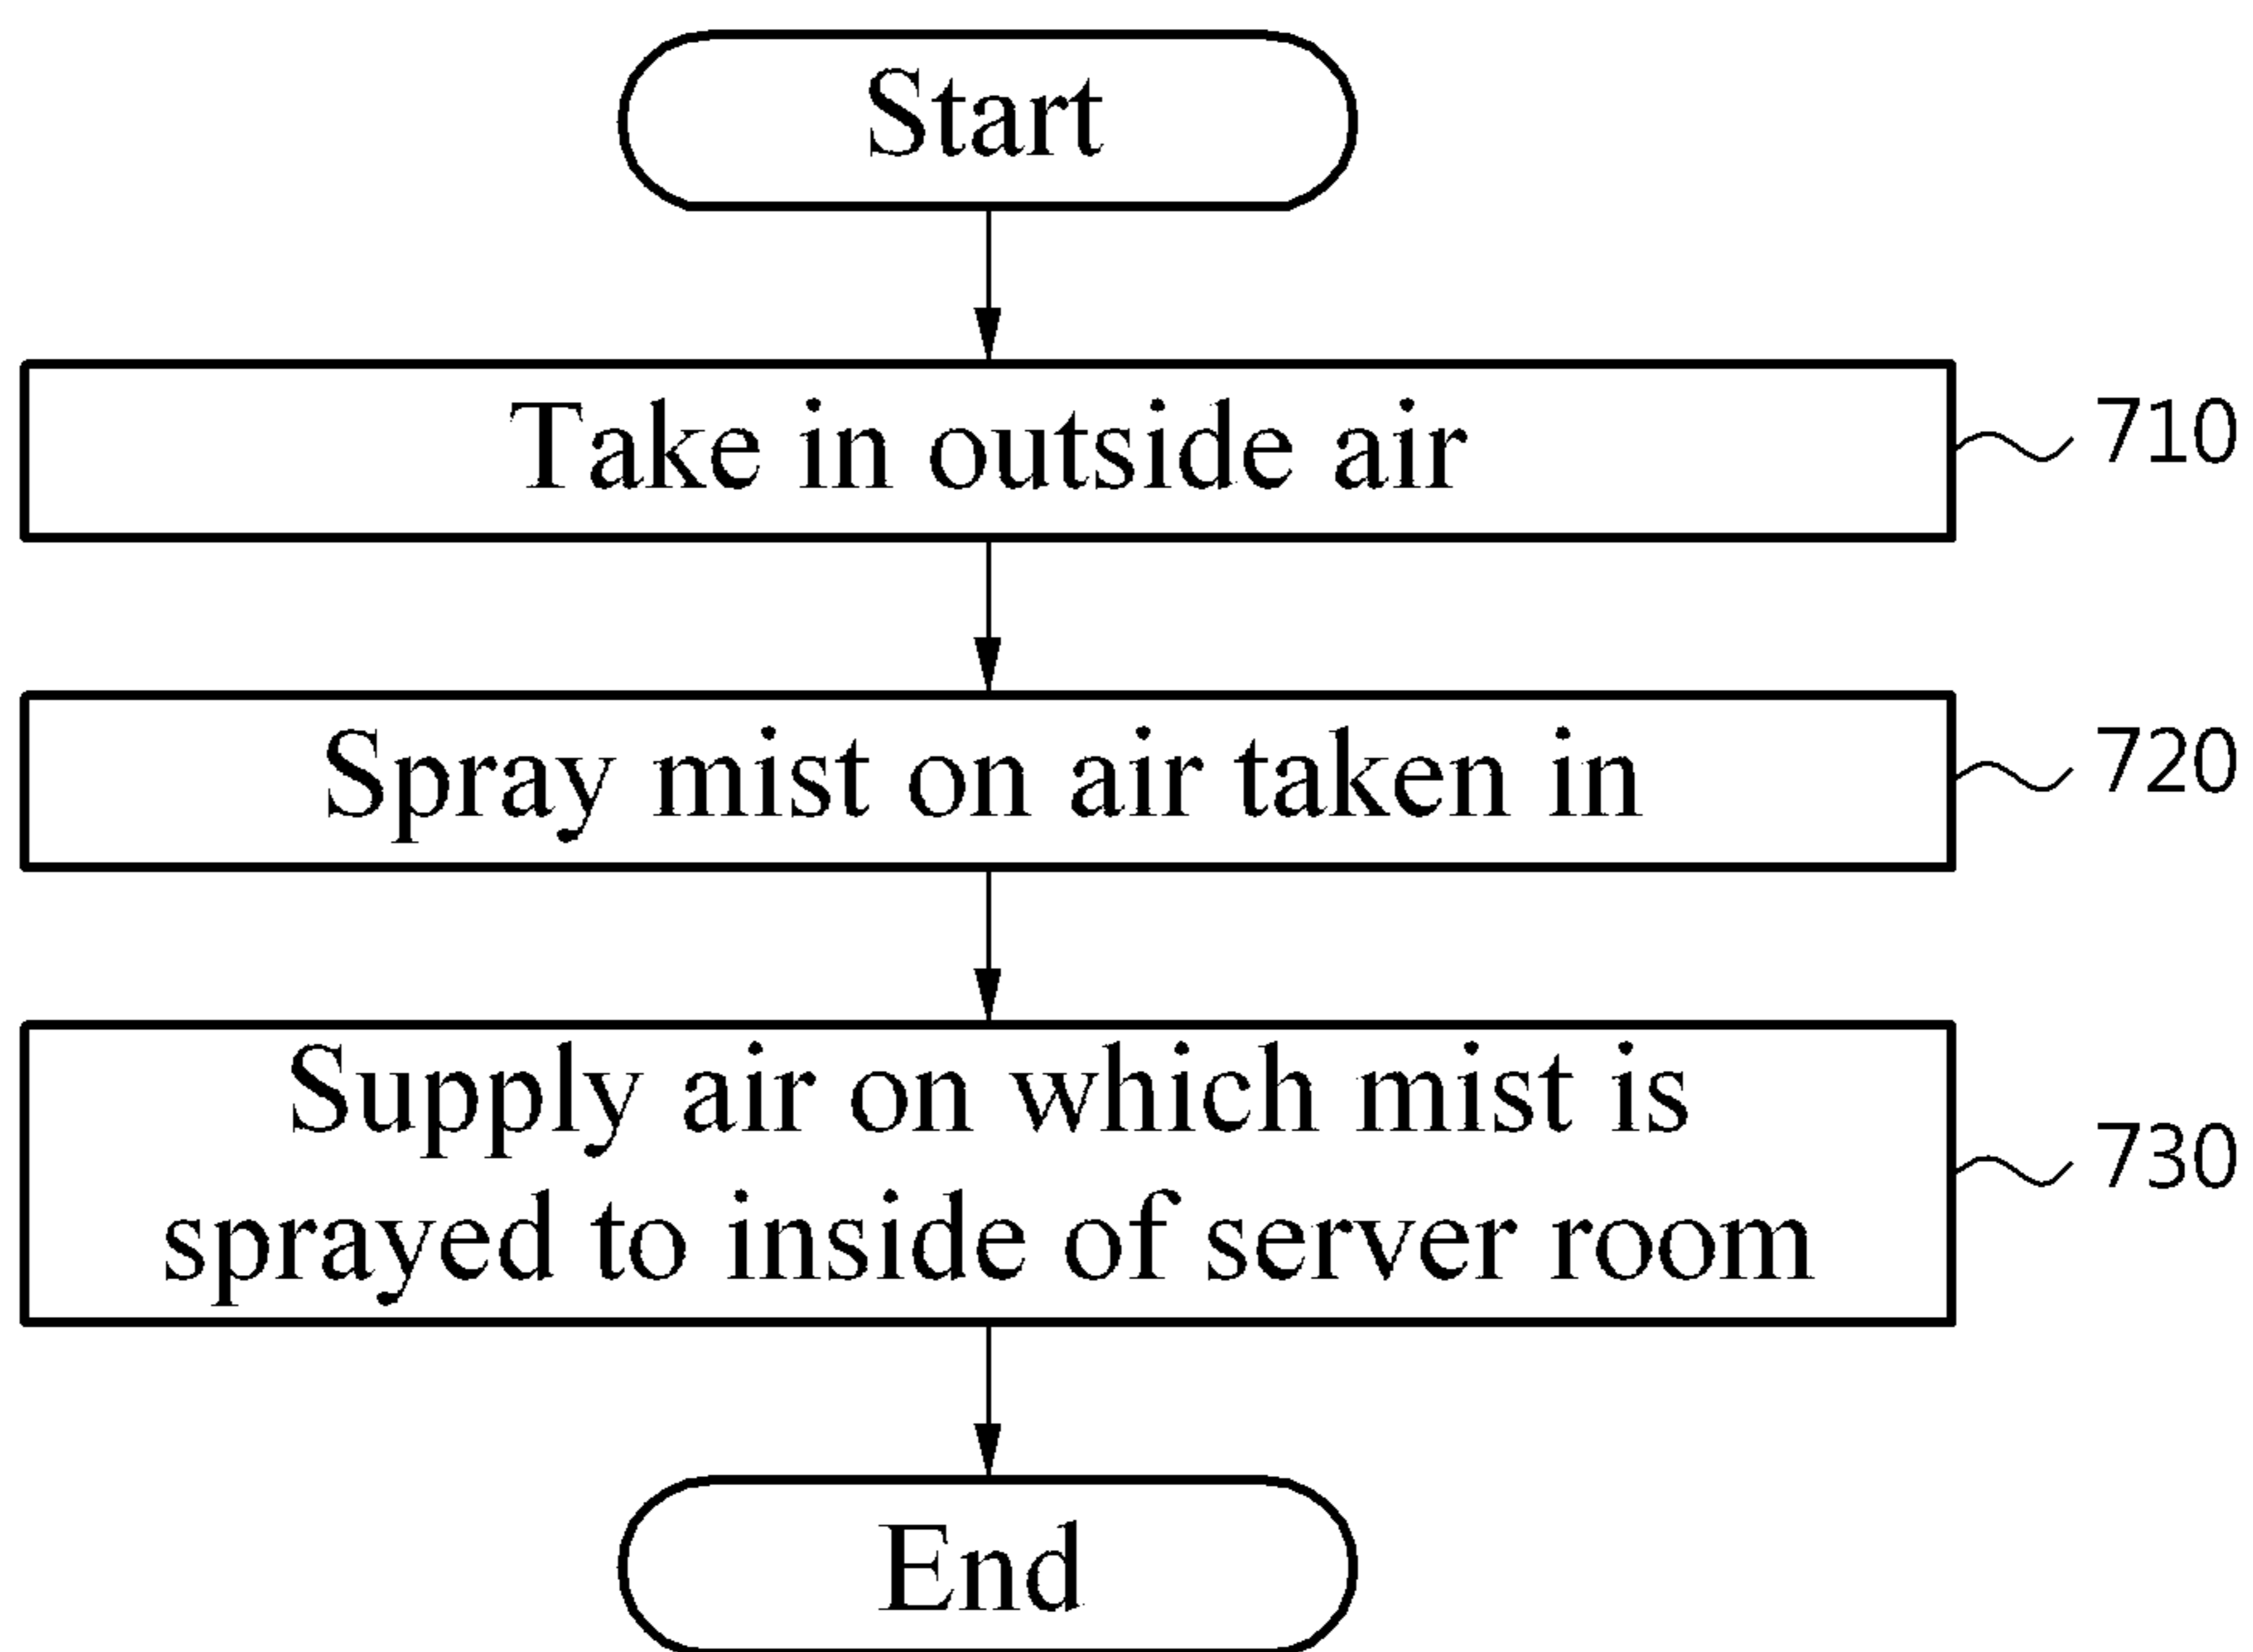 Start
Take in outside air
710
Spray mist on air taken in
720
Supply air on which mist is
sprayed to inside of server room
730
End